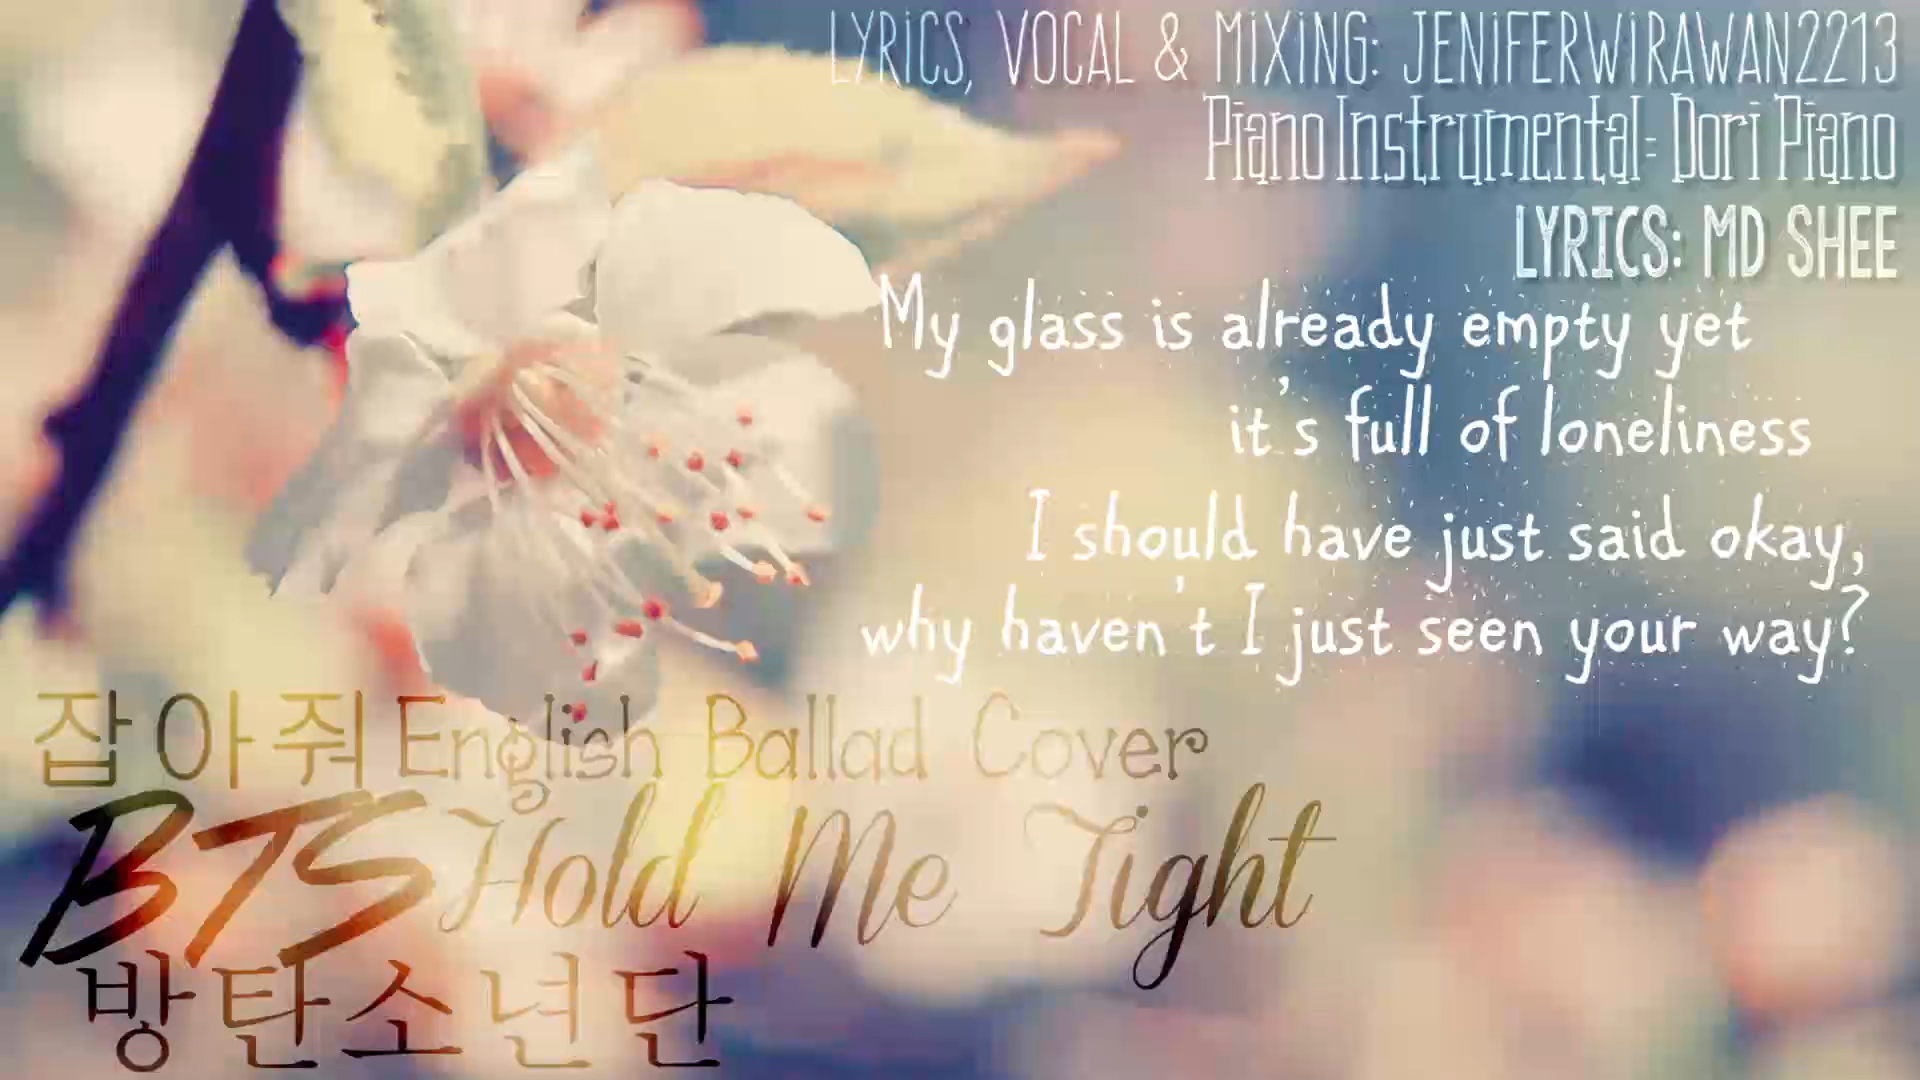 LYRiCS, VOCAL & MiXiNG: JENiFERWiRAWAN2213
Piano Instrumental: Dori Piano
LYRICS: MD SHEE
My glass is already empty yet
it's full of loneliness
I should have just said okay,
why haven't I just seen your way?
잡아줘 English Ballad Cover
BTS Hold Me Tight
방탄소년단